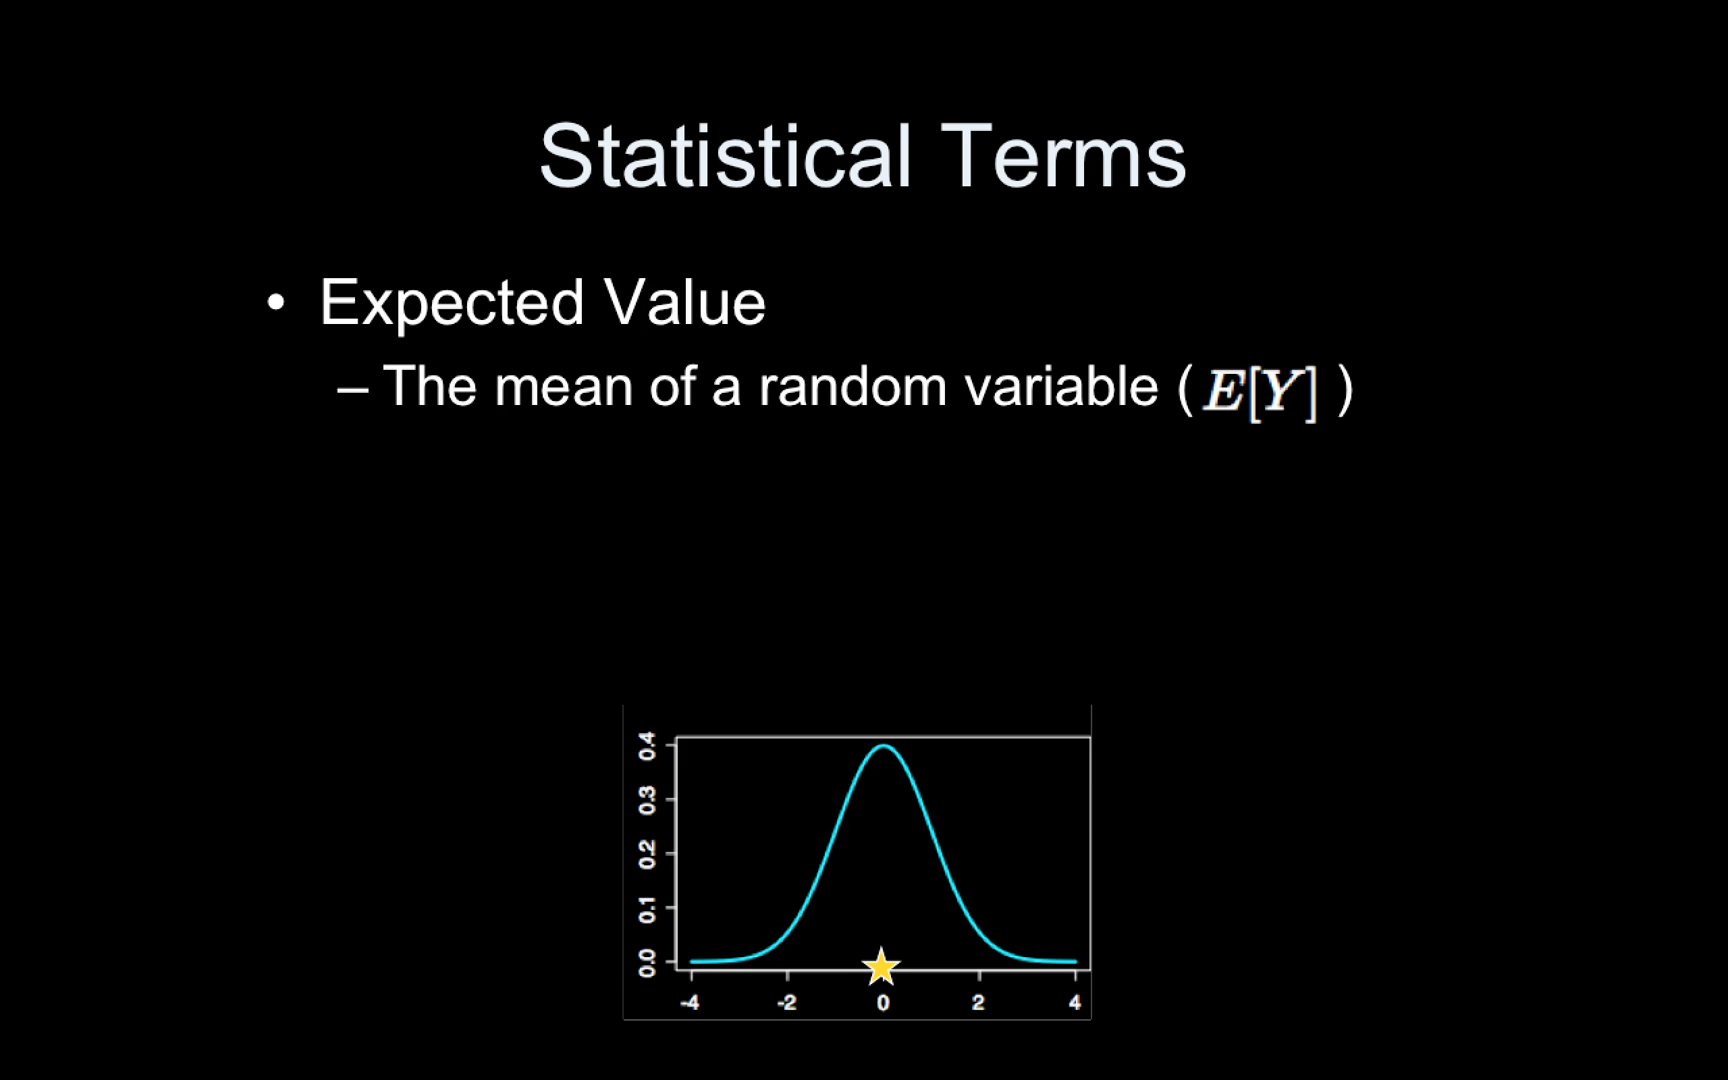 Statistical Terms
• Expected Value
– The mean of a random variable ( E[Y] )
0.4
0.3
0.2
0.1
0.0
-4 -2 0 2 4